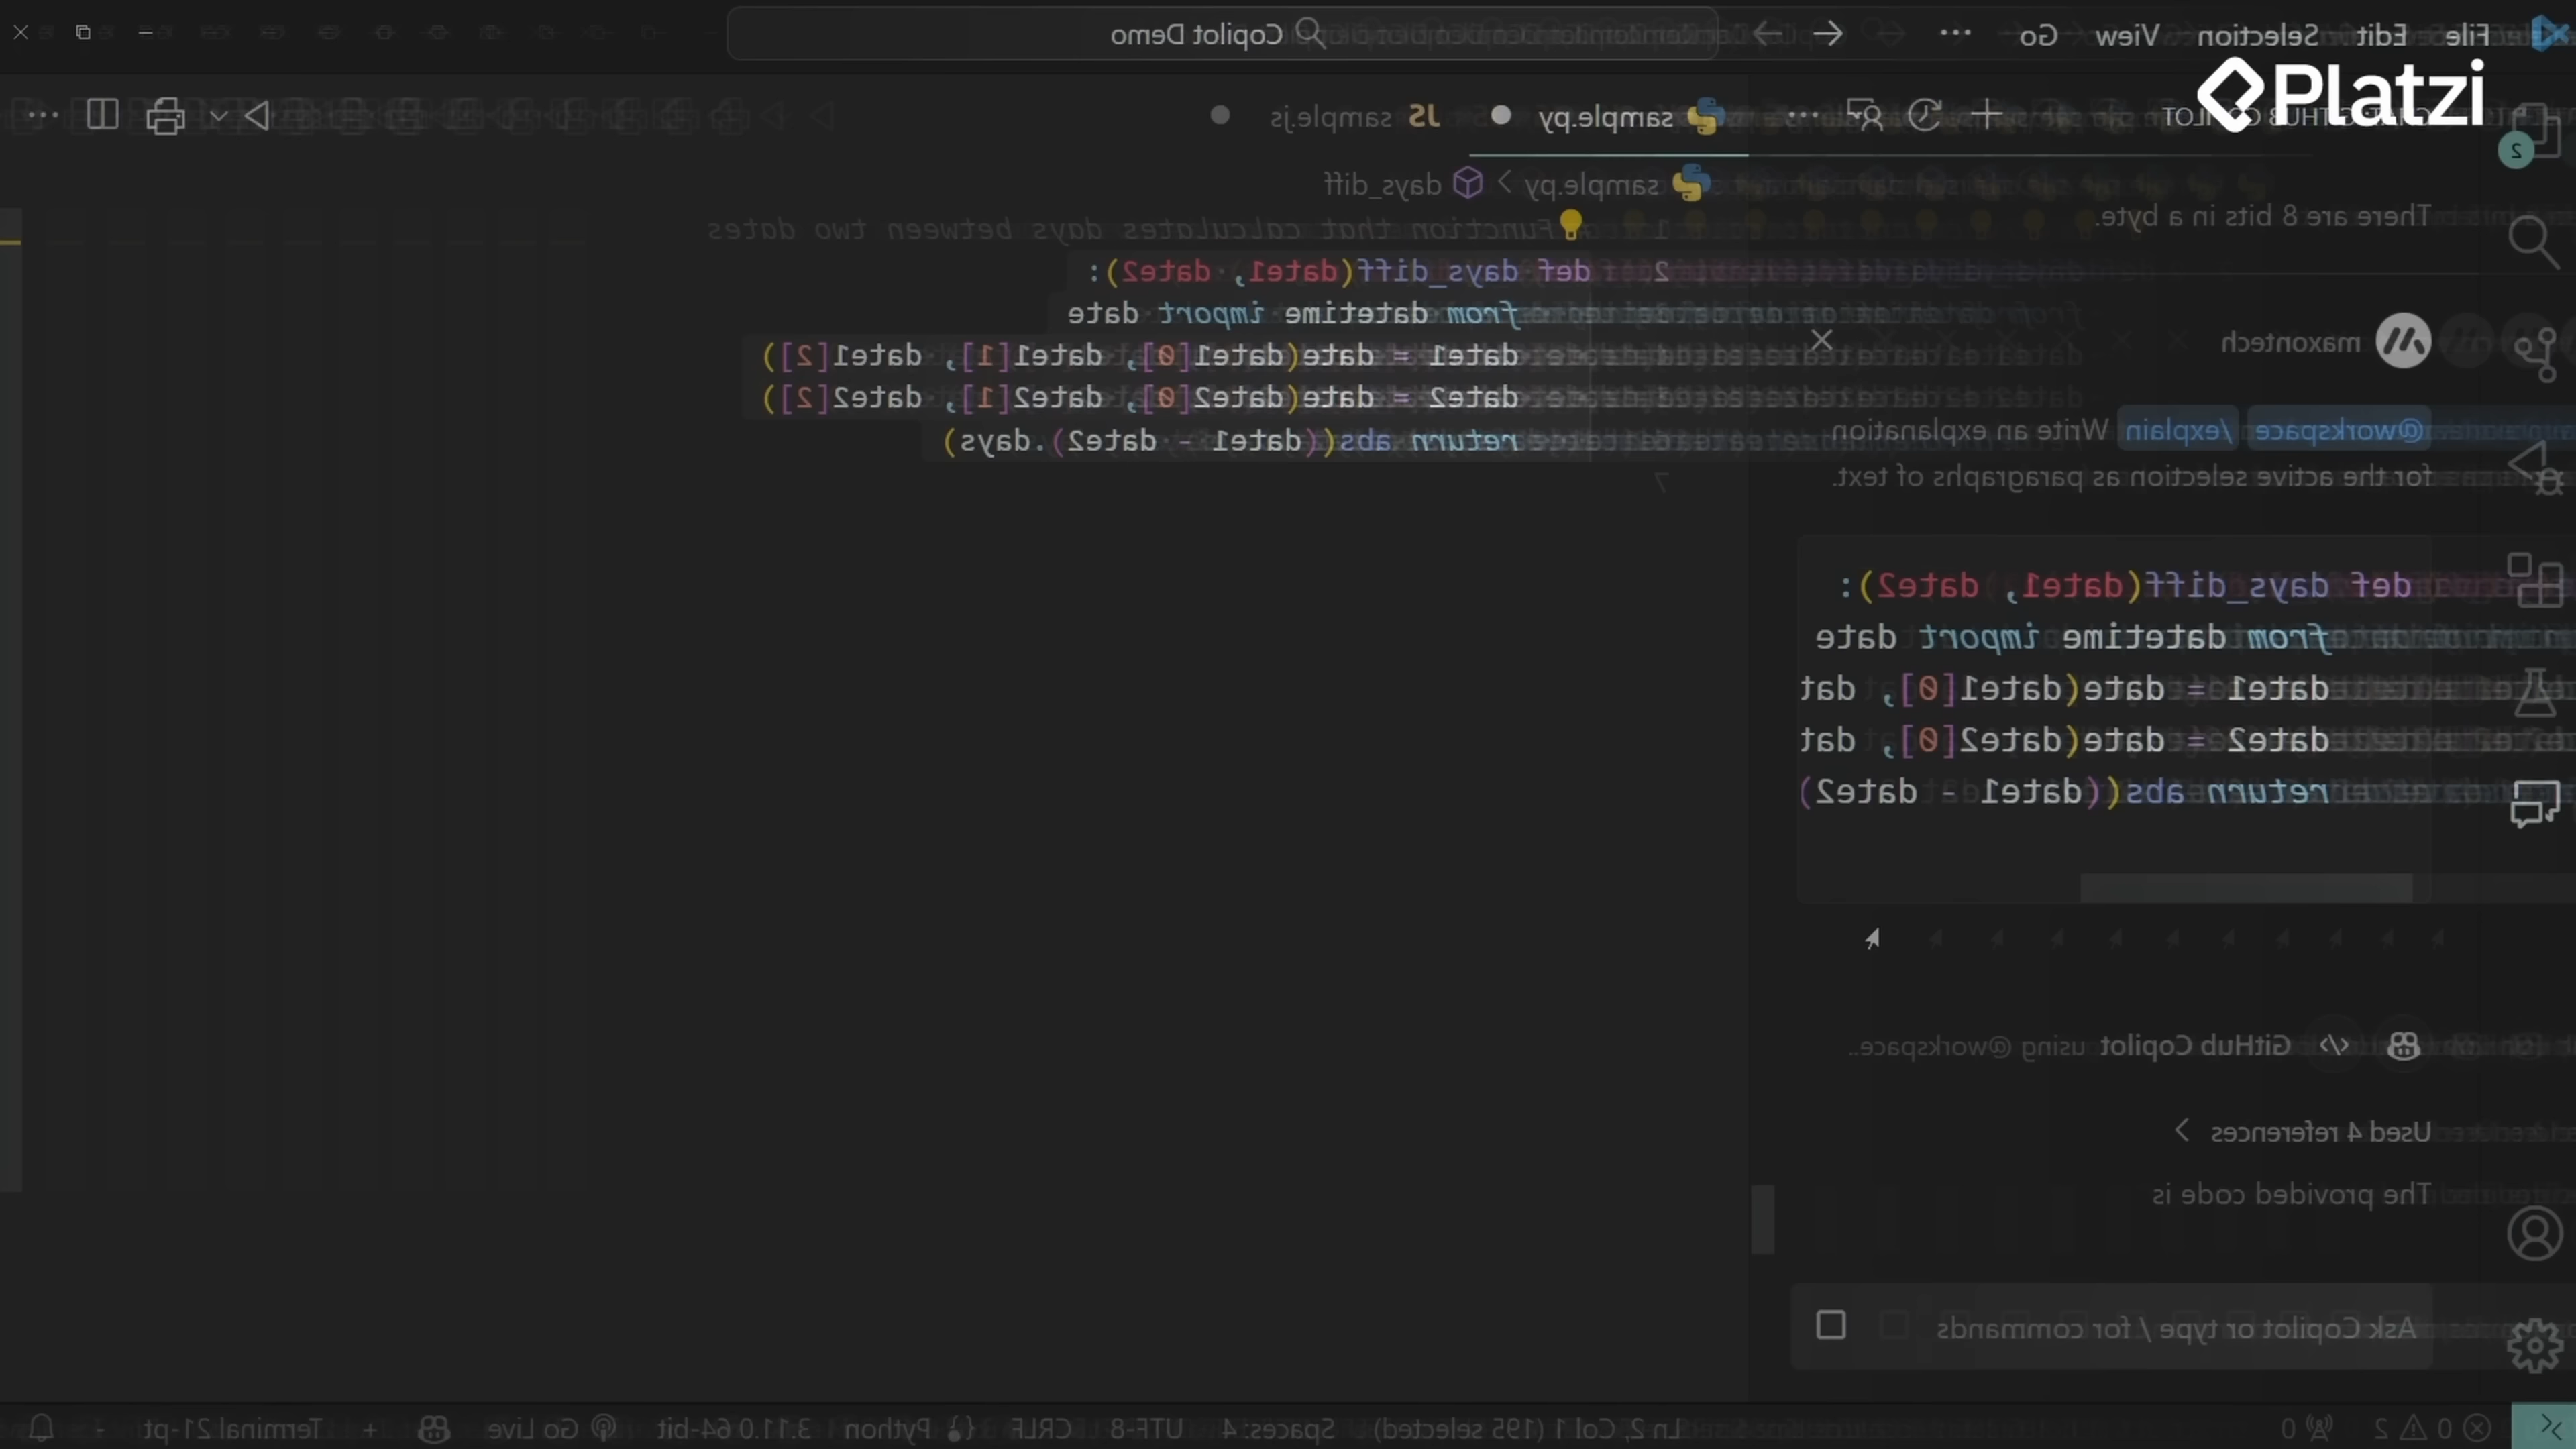 File Edit Selection View Go ...
Copilot Demo
Platzi
sample.py
JS sample.js
sample.py > days_diff
2
There are 8 bits in a byte.
maxontech
@workspace /explain Write an explanation
for the active selection as paragraphs of text.
def days_diff(date1, date2):
from datetime import date
date1 = date(date1[0], dat
date2 = date(date2[0], dat
return abs((date1 - date2)
GitHub Copilot using @workspace..
Used 4 references >
The provided code is
Ask Copilot or type / for commands
1 # Function that calculates days between two dates
2 def days_diff(date1, date2):
from datetime import date
date1 = date(date1[0], date1[1], date1[2])
date2 = date(date2[0], date2[1], date2[2])
return abs((date1 - date2).days)
7
0 2 0 Ln 2, Col 1 (195 selected) Spaces: 4 UTF-8 CRLF {} Python 3.11.0 64-bit Go Live + Terminal 21-pt -